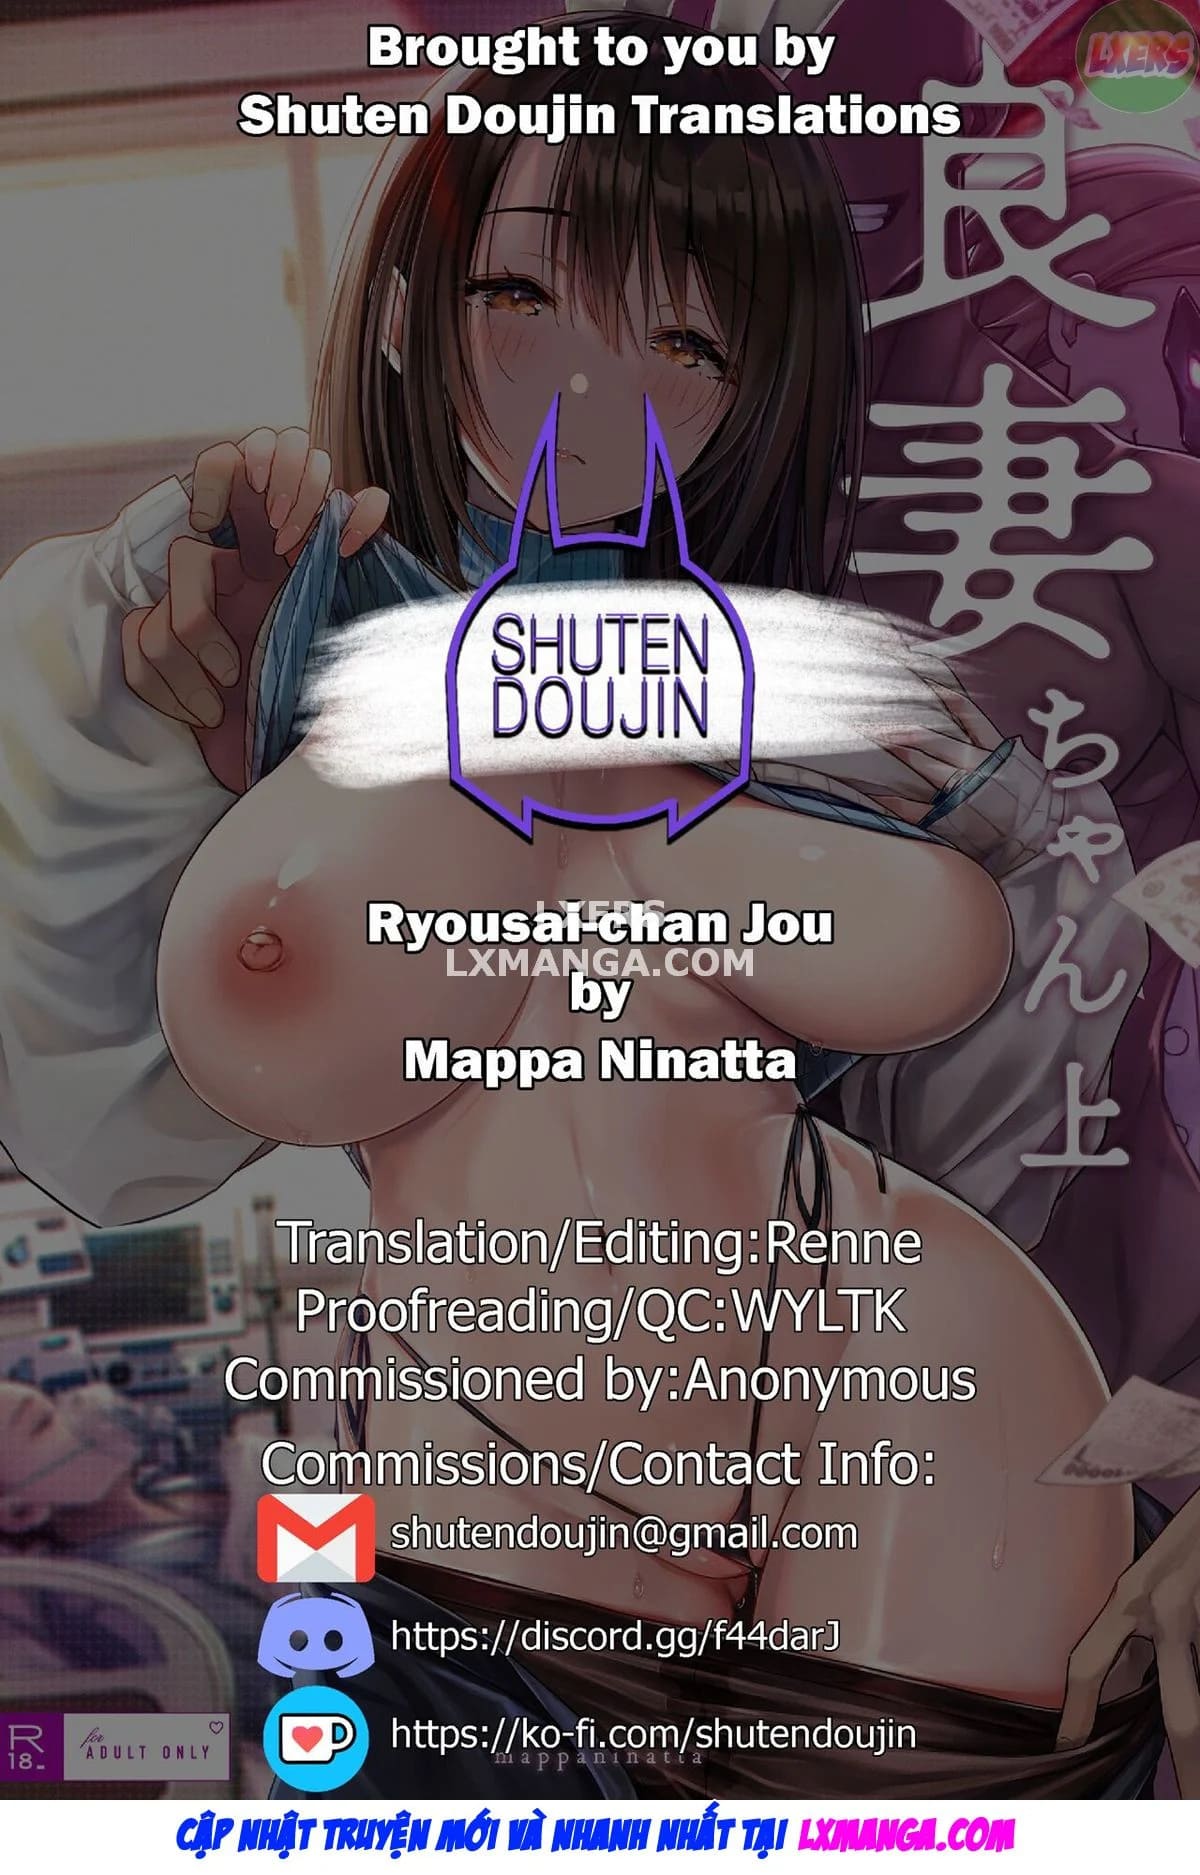 Brought to you by
Shuten Doujin Translations
LXERS
良妻ちゃん上
SHUTEN
DOUJIN
LXERS
Ryousai-chan Jou
LXMANGA.COM
by
Mappa Ninatta
Translation/Editing:Renne
Proofreading/QC:WYLTK
Commissioned by:Anonymous
Commissions/Contact Info:
shutendoujin@gmail.com
https://discord.gg/f44darJ
https://ko-fi.com/shutendoujin
mappaninatta
R
18
for
ADULT ONLY
CẬP NHẬT TRUYỆN MỚI VÀ NHANH NHẤT TẠI LXMANGA.COM